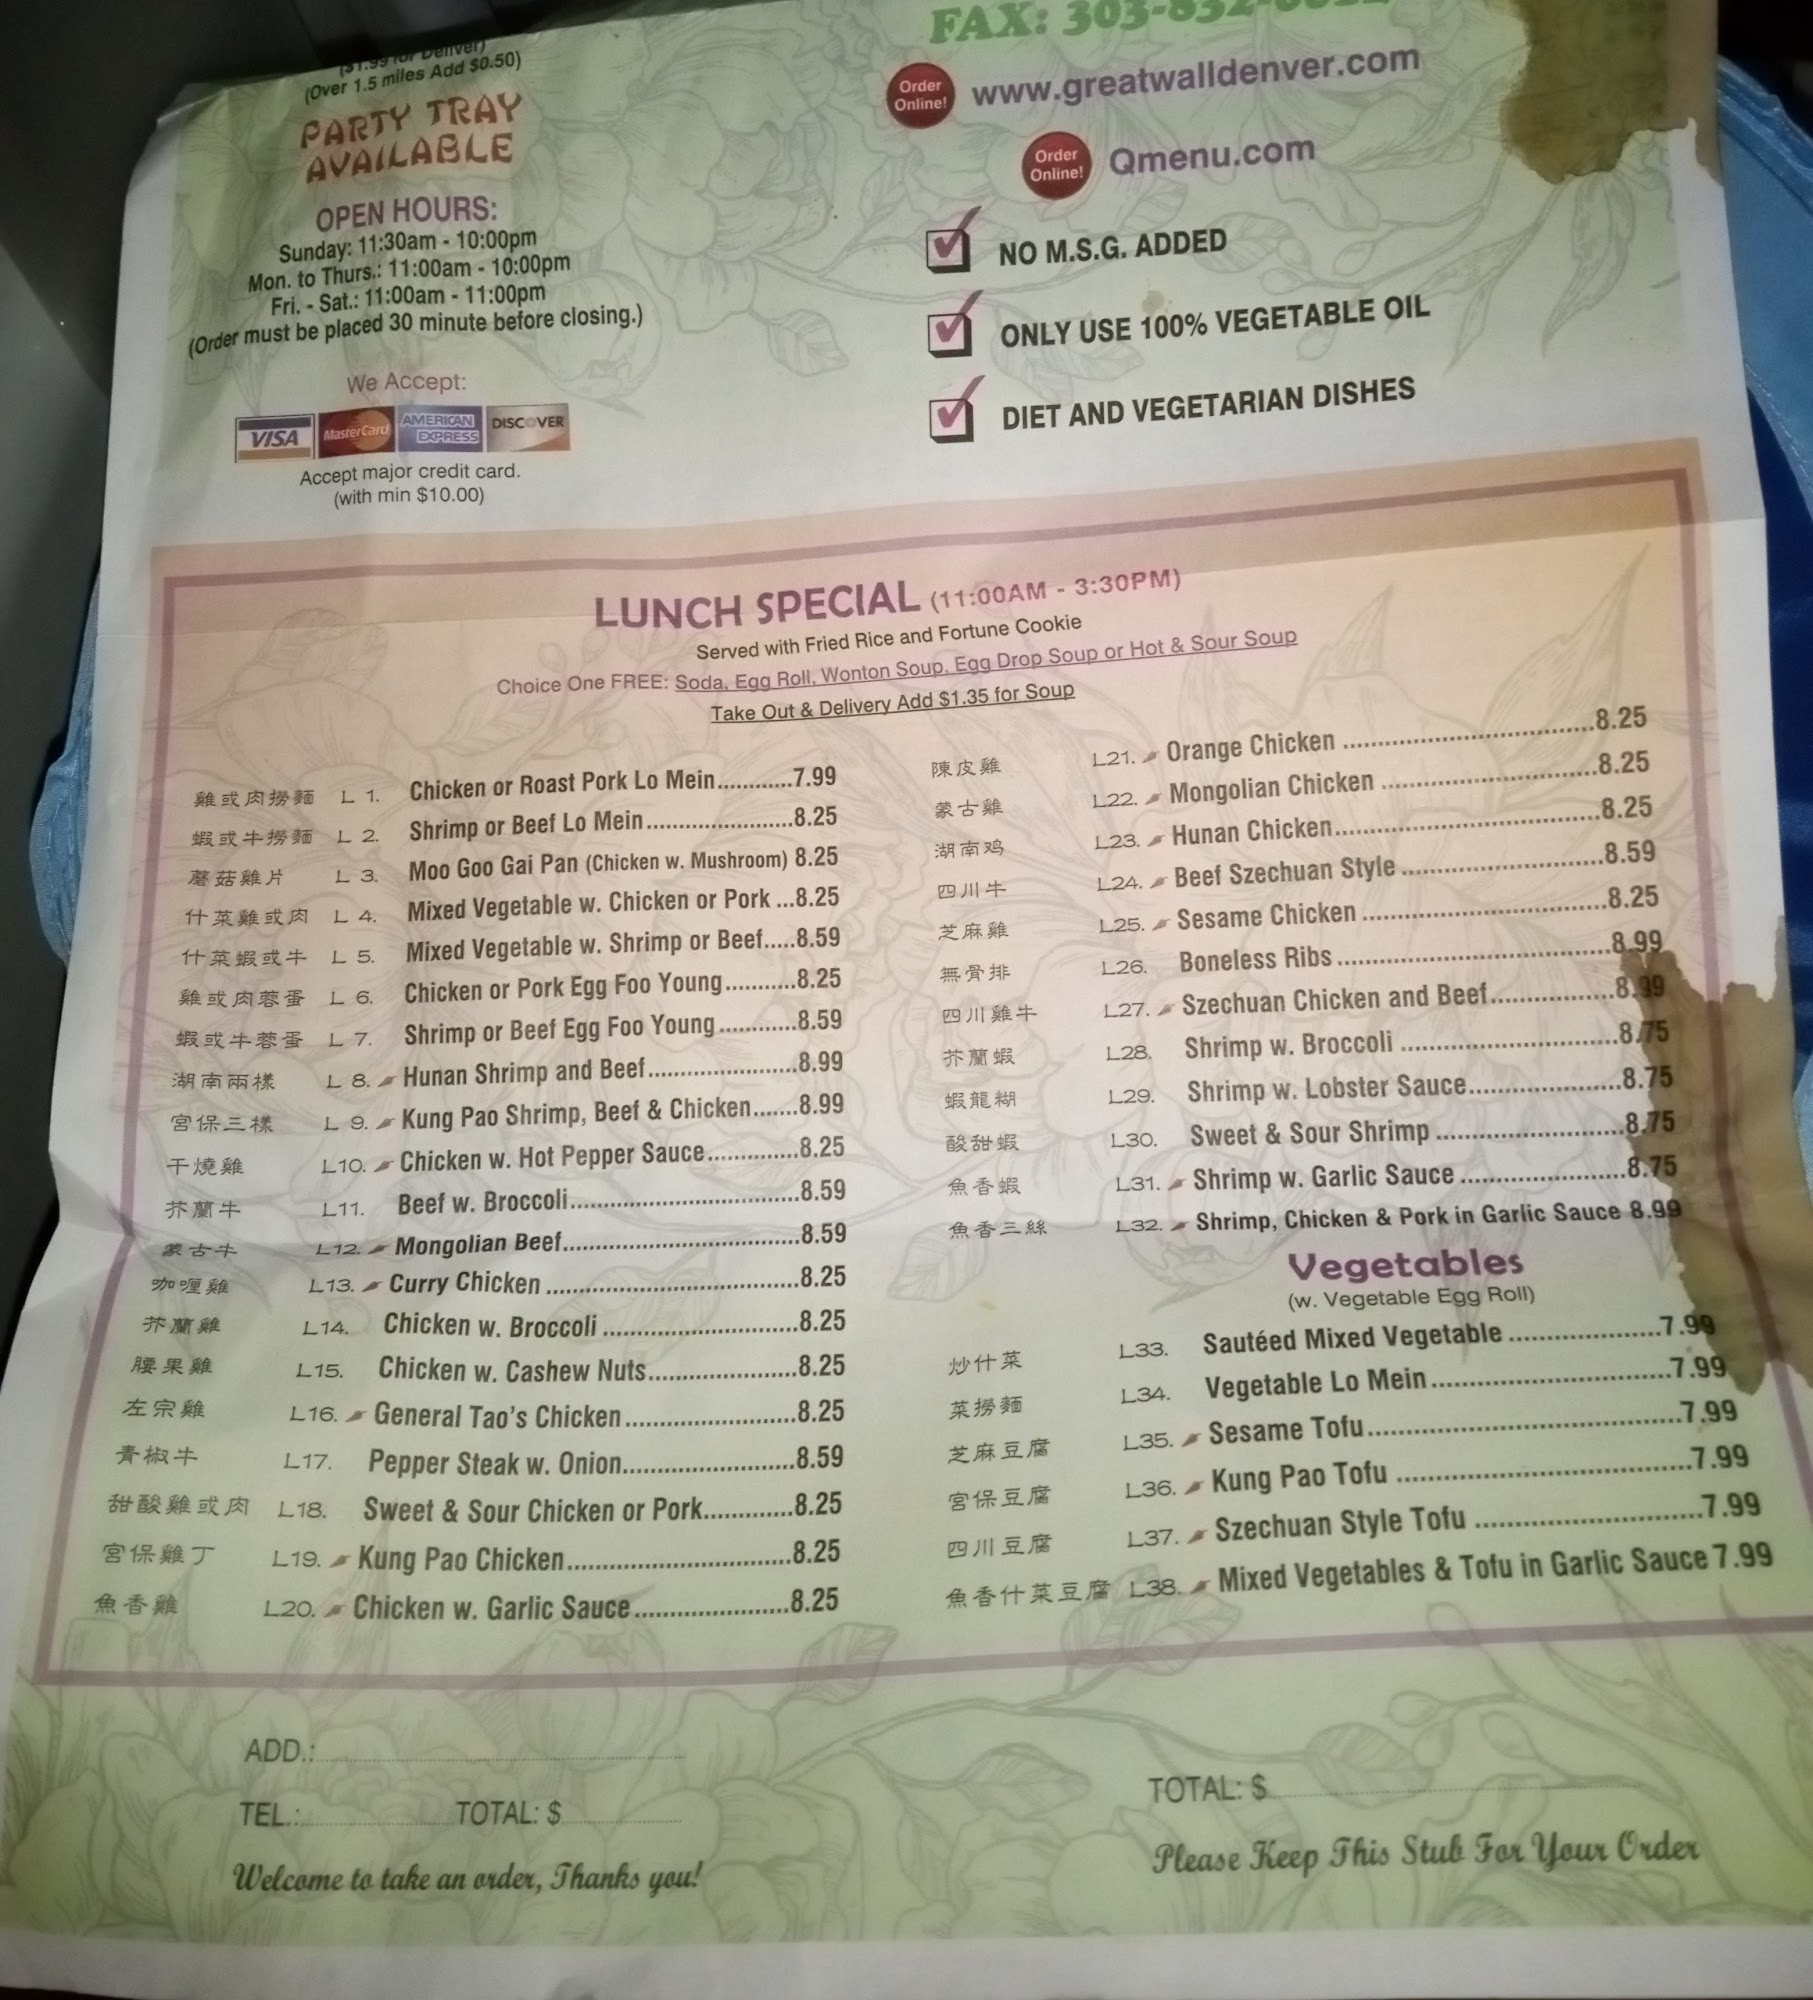 ($1.99 for Denver)
(Over 1.5 miles Add $0.50)
PARTY TRAY
AVAILABLE
OPEN HOURS:
Sunday: 11:30am - 10:00pm
Mon. to Thurs.: 11:00am - 10:00pm
Fri. - Sat.: 11:00am - 11:00pm
(Order must be placed 30 minute before closing.)
We Accept:
VISA MasterCard AMERICAN EXPRESS DISCOVER
Accept major credit card.
(with min $10.00)
FAX: 303-832-
Order Online! www.greatwalldenver.com
Order Online! Qmenu.com
NO M.S.G. ADDED
ONLY USE 100% VEGETABLE OIL
DIET AND VEGETARIAN DISHES
LUNCH SPECIAL (11:00AM - 3:30PM)
Served with Fried Rice and Fortune Cookie
Choice One FREE: Soda, Egg Roll, Wonton Soup, Egg Drop Soup or Hot & Sour Soup
Take Out & Delivery Add $1.35 for Soup
雞或肉撈麵 L 1. Chicken or Roast Pork Lo Mein............7.99
蝦或牛撈麵 L 2. Shrimp or Beef Lo Mein.......................8.25
蘑菇雞片 L 3. Moo Goo Gai Pan (Chicken w. Mushroom) 8.25
什菜雞或肉 L 4. Mixed Vegetable w. Chicken or Pork ...8.25
什菜蝦或牛 L 5. Mixed Vegetable w. Shrimp or Beef.....8.59
雞或肉蓉蛋 L 6. Chicken or Pork Egg Foo Young...........8.25
蝦或牛蓉蛋 L 7. Shrimp or Beef Egg Foo Young............8.59
湖南兩樣 L 8. Hunan Shrimp and Beef.......................8.99
宮保三樣 L 9. Kung Pao Shrimp, Beef & Chicken.......8.99
干燒雞 L10. Chicken w. Hot Pepper Sauce..............8.25
芥蘭牛 L11. Beef w. Broccoli...................................8.59
蒙古牛 L12. Mongolian Beef....................................8.59
咖喱雞 L13. Curry Chicken .....................................8.25
芥蘭雞 L14. Chicken w. Broccoli .............................8.25
腰果雞 L15. Chicken w. Cashew Nuts.....................8.25
左宗雞 L16. General Tao's Chicken........................8.25
青椒牛 L17. Pepper Steak w. Onion........................8.59
甜酸雞或肉 L18. Sweet & Sour Chicken or Pork............8.25
宮保雞丁 L19. Kung Pao Chicken...............................8.25
魚香雞 L20. Chicken w. Garlic Sauce......................8.25
陳皮雞 L21. Orange Chicken ....................................8.25
蒙古雞 L22. Mongolian Chicken ...............................8.25
湖南鸡 L23. Hunan Chicken.....................................8.25
四川牛 L24. Beef Szechuan Style .............................8.59
芝麻雞 L25. Sesame Chicken ...................................8.25
無骨排 L26. Boneless Ribs ......................................8.99
四川雞牛 L27. Szechuan Chicken and Beef..................8.99
芥蘭蝦 L28. Shrimp w. Broccoli ................................8.75
蝦龍糊 L29. Shrimp w. Lobster Sauce......................8.75
酸甜蝦 L30. Sweet & Sour Shrimp ...........................8.75
魚香蝦 L31. Shrimp w. Garlic Sauce ........................8.75
魚香三絲 L32. Shrimp, Chicken & Pork in Garlic Sauce 8.99
Vegetables
(w. Vegetable Egg Roll)
炒什菜 L33. Sautéed Mixed Vegetable ......................7.99
菜撈麵 L34. Vegetable Lo Mein..................................7.99
芝麻豆腐 L35. Sesame Tofu............................................7.99
宮保豆腐 L36. Kung Pao Tofu .........................................7.99
四川豆腐 L37. Szechuan Style Tofu ................................7.99
魚香什菜豆腐 L38. Mixed Vegetables & Tofu in Garlic Sauce 7.99
ADD.:
TEL.: TOTAL: $
Welcome to take an order, Thanks you!
TOTAL: $
Please Keep This Stub For Your Order